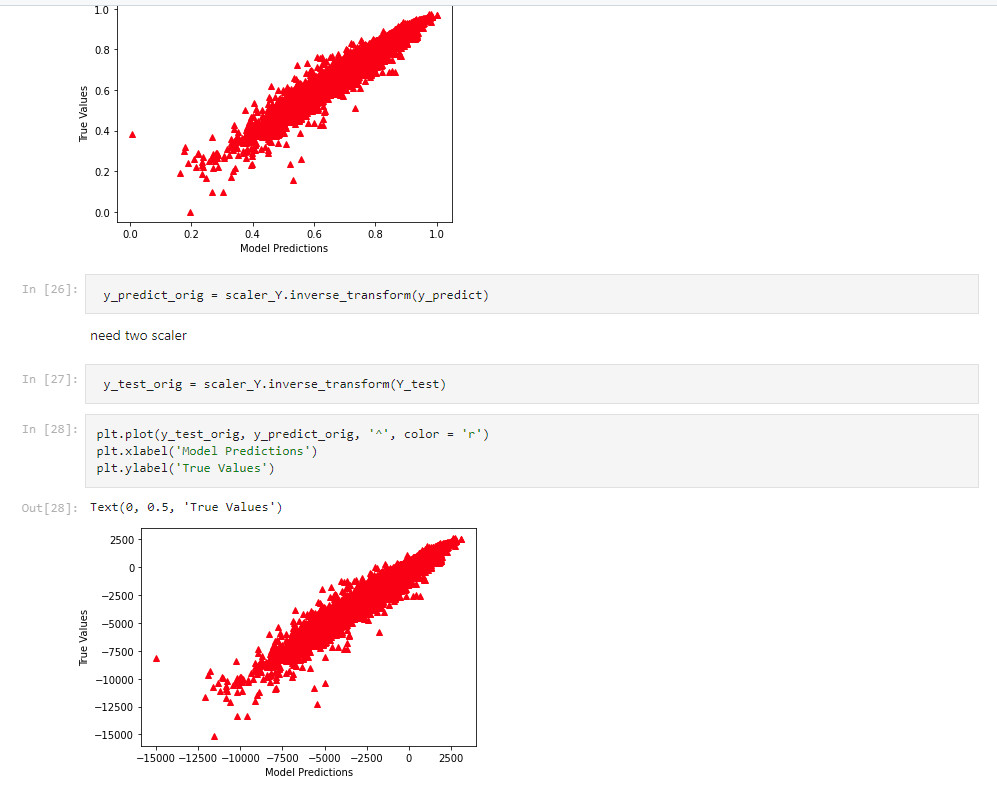 1.0
0.8
0.6
0.4
0.2
0.0
True Values
0.0 0.2 0.4 0.6 0.8 1.0
Model Predictions
In [26]:
y_predict_orig = scaler_Y.inverse_transform(y_predict)
need two scaler
In [27]:
y_test_orig = scaler_Y.inverse_transform(Y_test)
In [28]:
plt.plot(y_test_orig, y_predict_orig, '^', color = 'r')
plt.xlabel('Model Predictions')
plt.ylabel('True Values')
Out[28]:
Text(0, 0.5, 'True Values')
2500
0
−2500
−5000
−7500
−10000
−12500
−15000
True Values
−15000 −12500 −10000 −7500 −5000 −2500 0 2500
Model Predictions